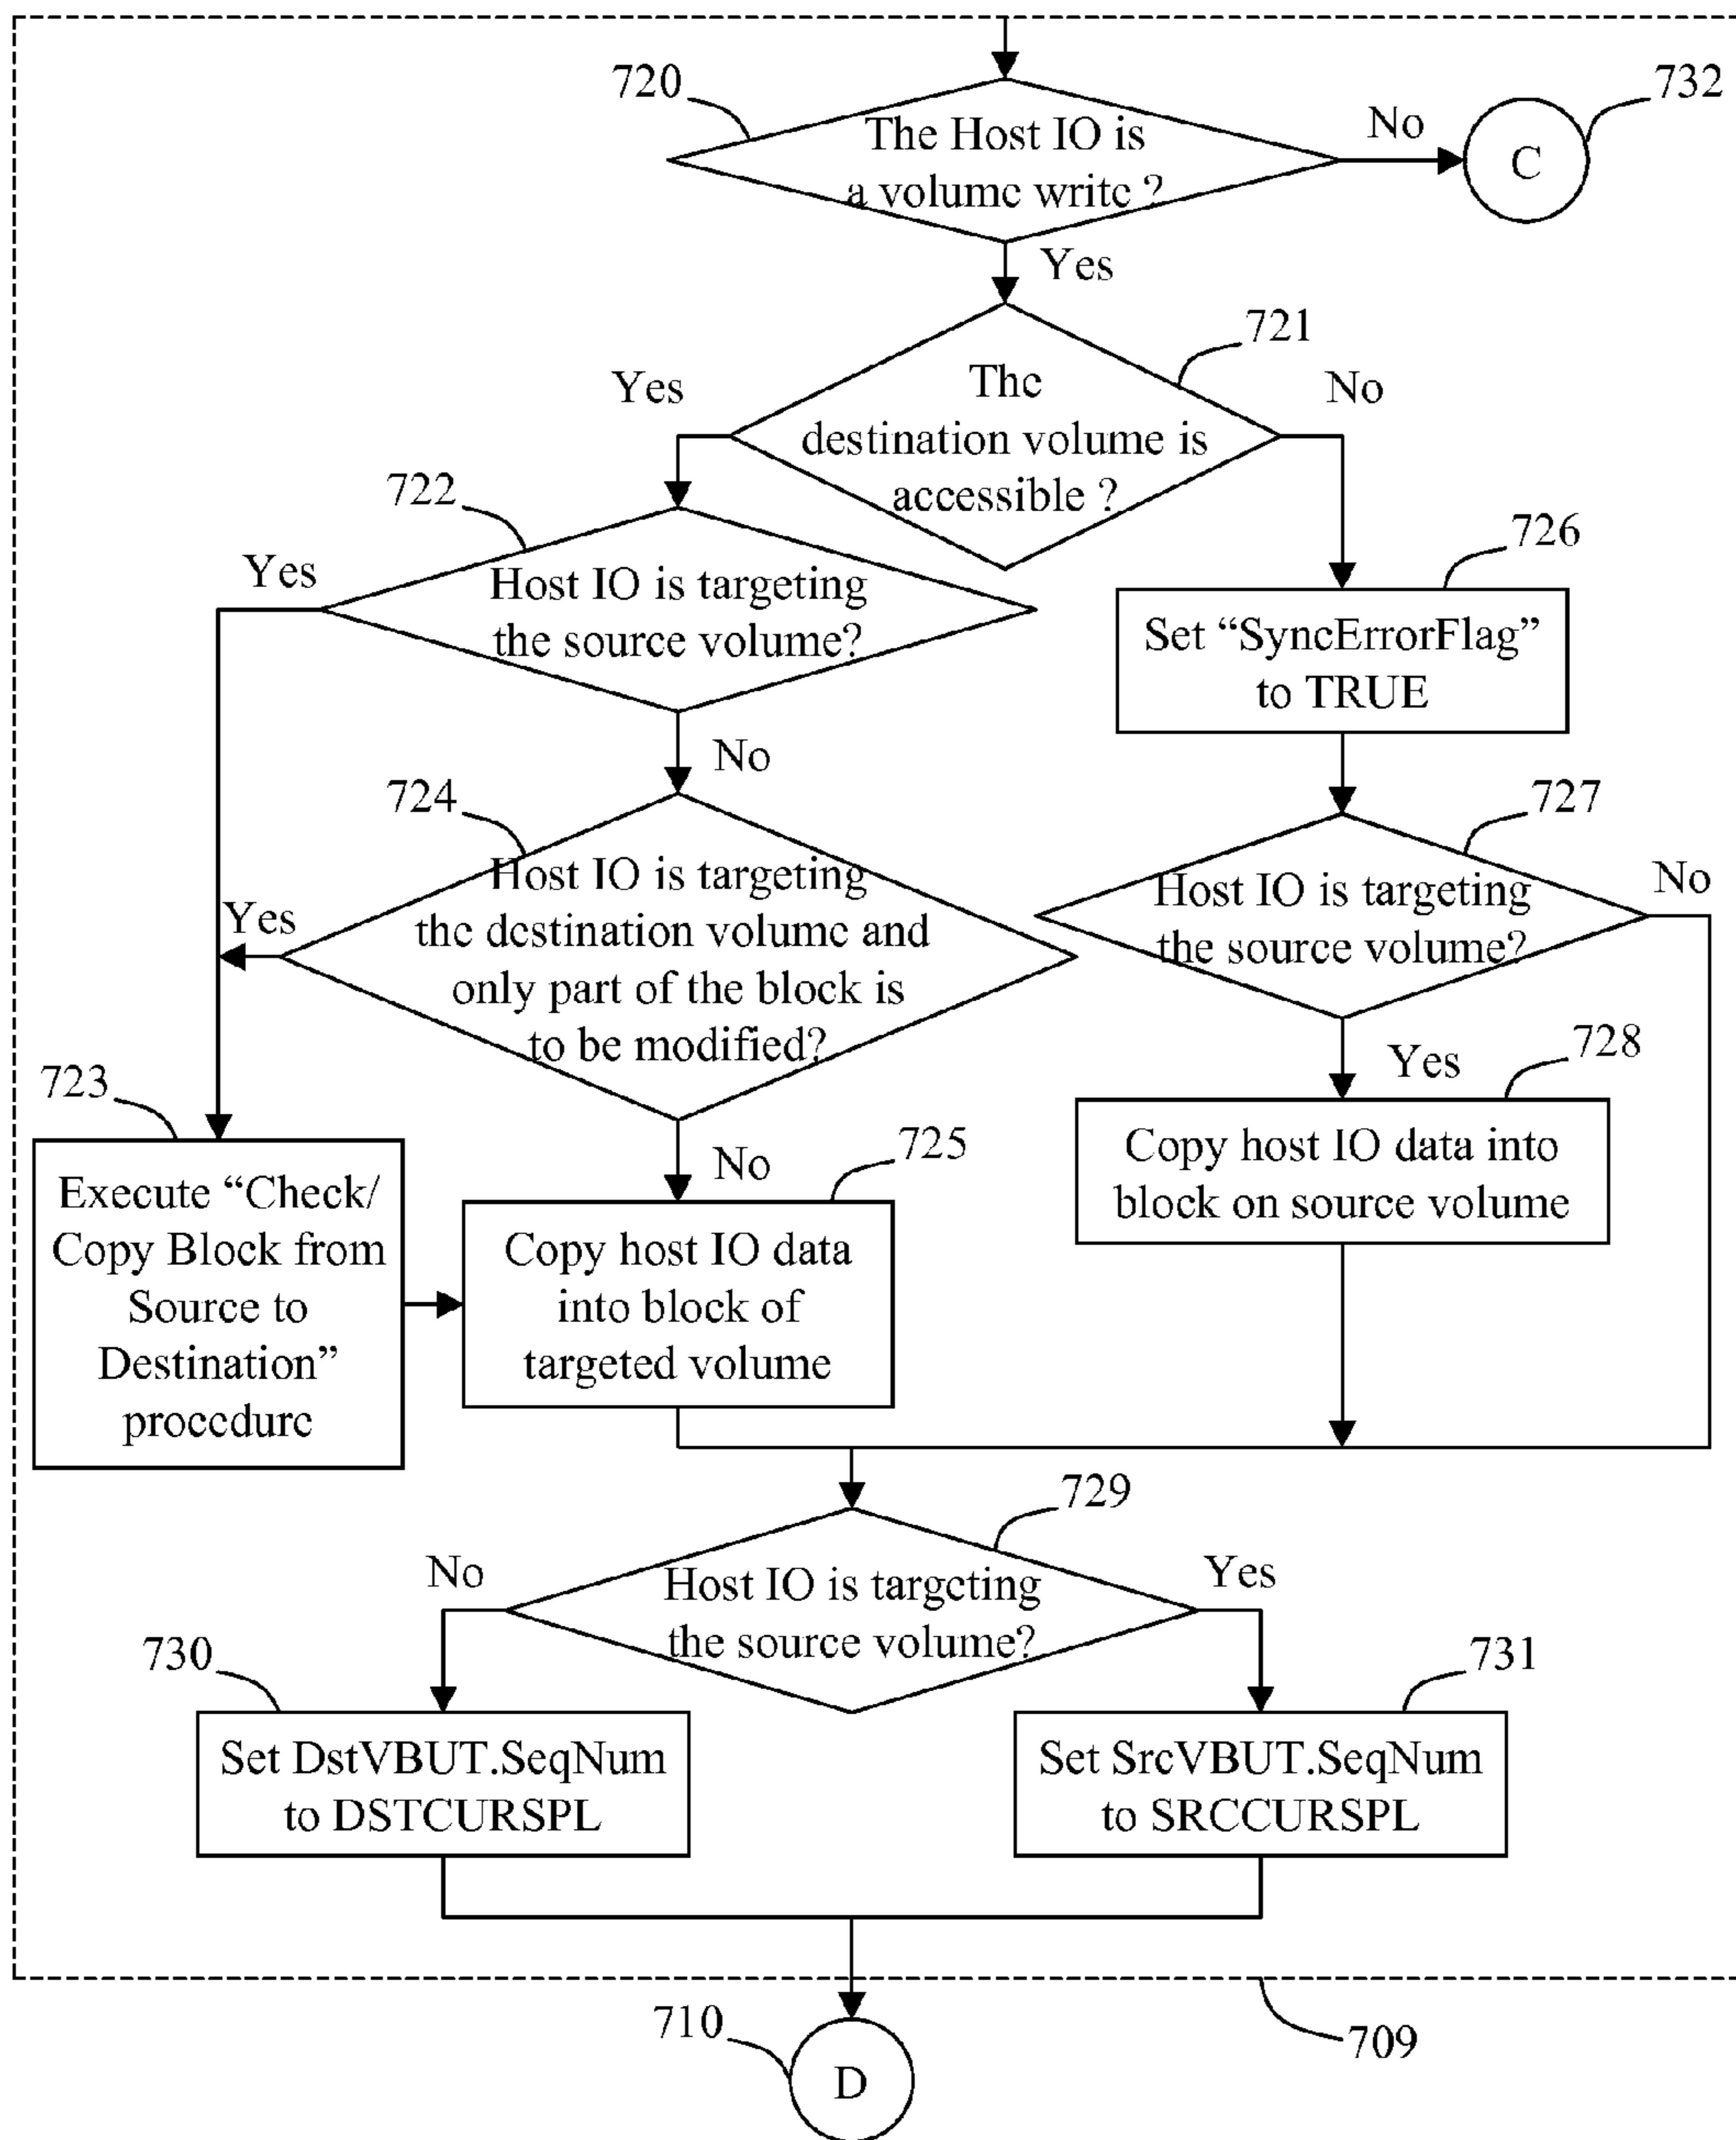 720
The Host IO is
a volume write ?
No
C
732
Yes
721
The
destination volume is
accessible ?
Yes
No
722
Host IO is targeting
the source volume?
Yes
726
Set “SyncErrorFlag”
to TRUE
No
724
Host IO is targeting
the destination volume and
only part of the block is
to be modified?
Yes
727
Host IO is targeting
the source volume?
No
723
Execute “Check/
Copy Block from
Source to
Destination”
procedure
No
725
Copy host IO data
into block of
targeted volume
Yes
728
Copy host IO data into
block on source volume
729
Host IO is targeting
the source volume?
No
Yes
730
Set DstVBUT.SeqNum
to DSTCURSPL
731
Set SrcVBUT.SeqNum
to SRCCURSPL
710
D
709